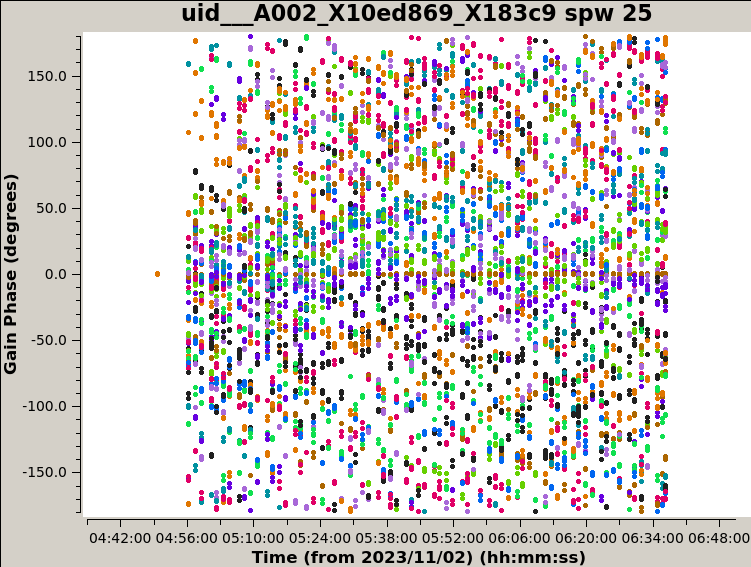 uid___A002_X10ed869_X183c9 spw 25
Gain Phase (degrees)
150.0
100.0
50.0
0.0
-50.0
-100.0
-150.0
04:42:00 04:56:00 05:10:00 05:24:00 05:38:00 05:52:00 06:06:00 06:20:00 06:34:00 06:48:00
Time (from 2023/11/02) (hh:mm:ss)